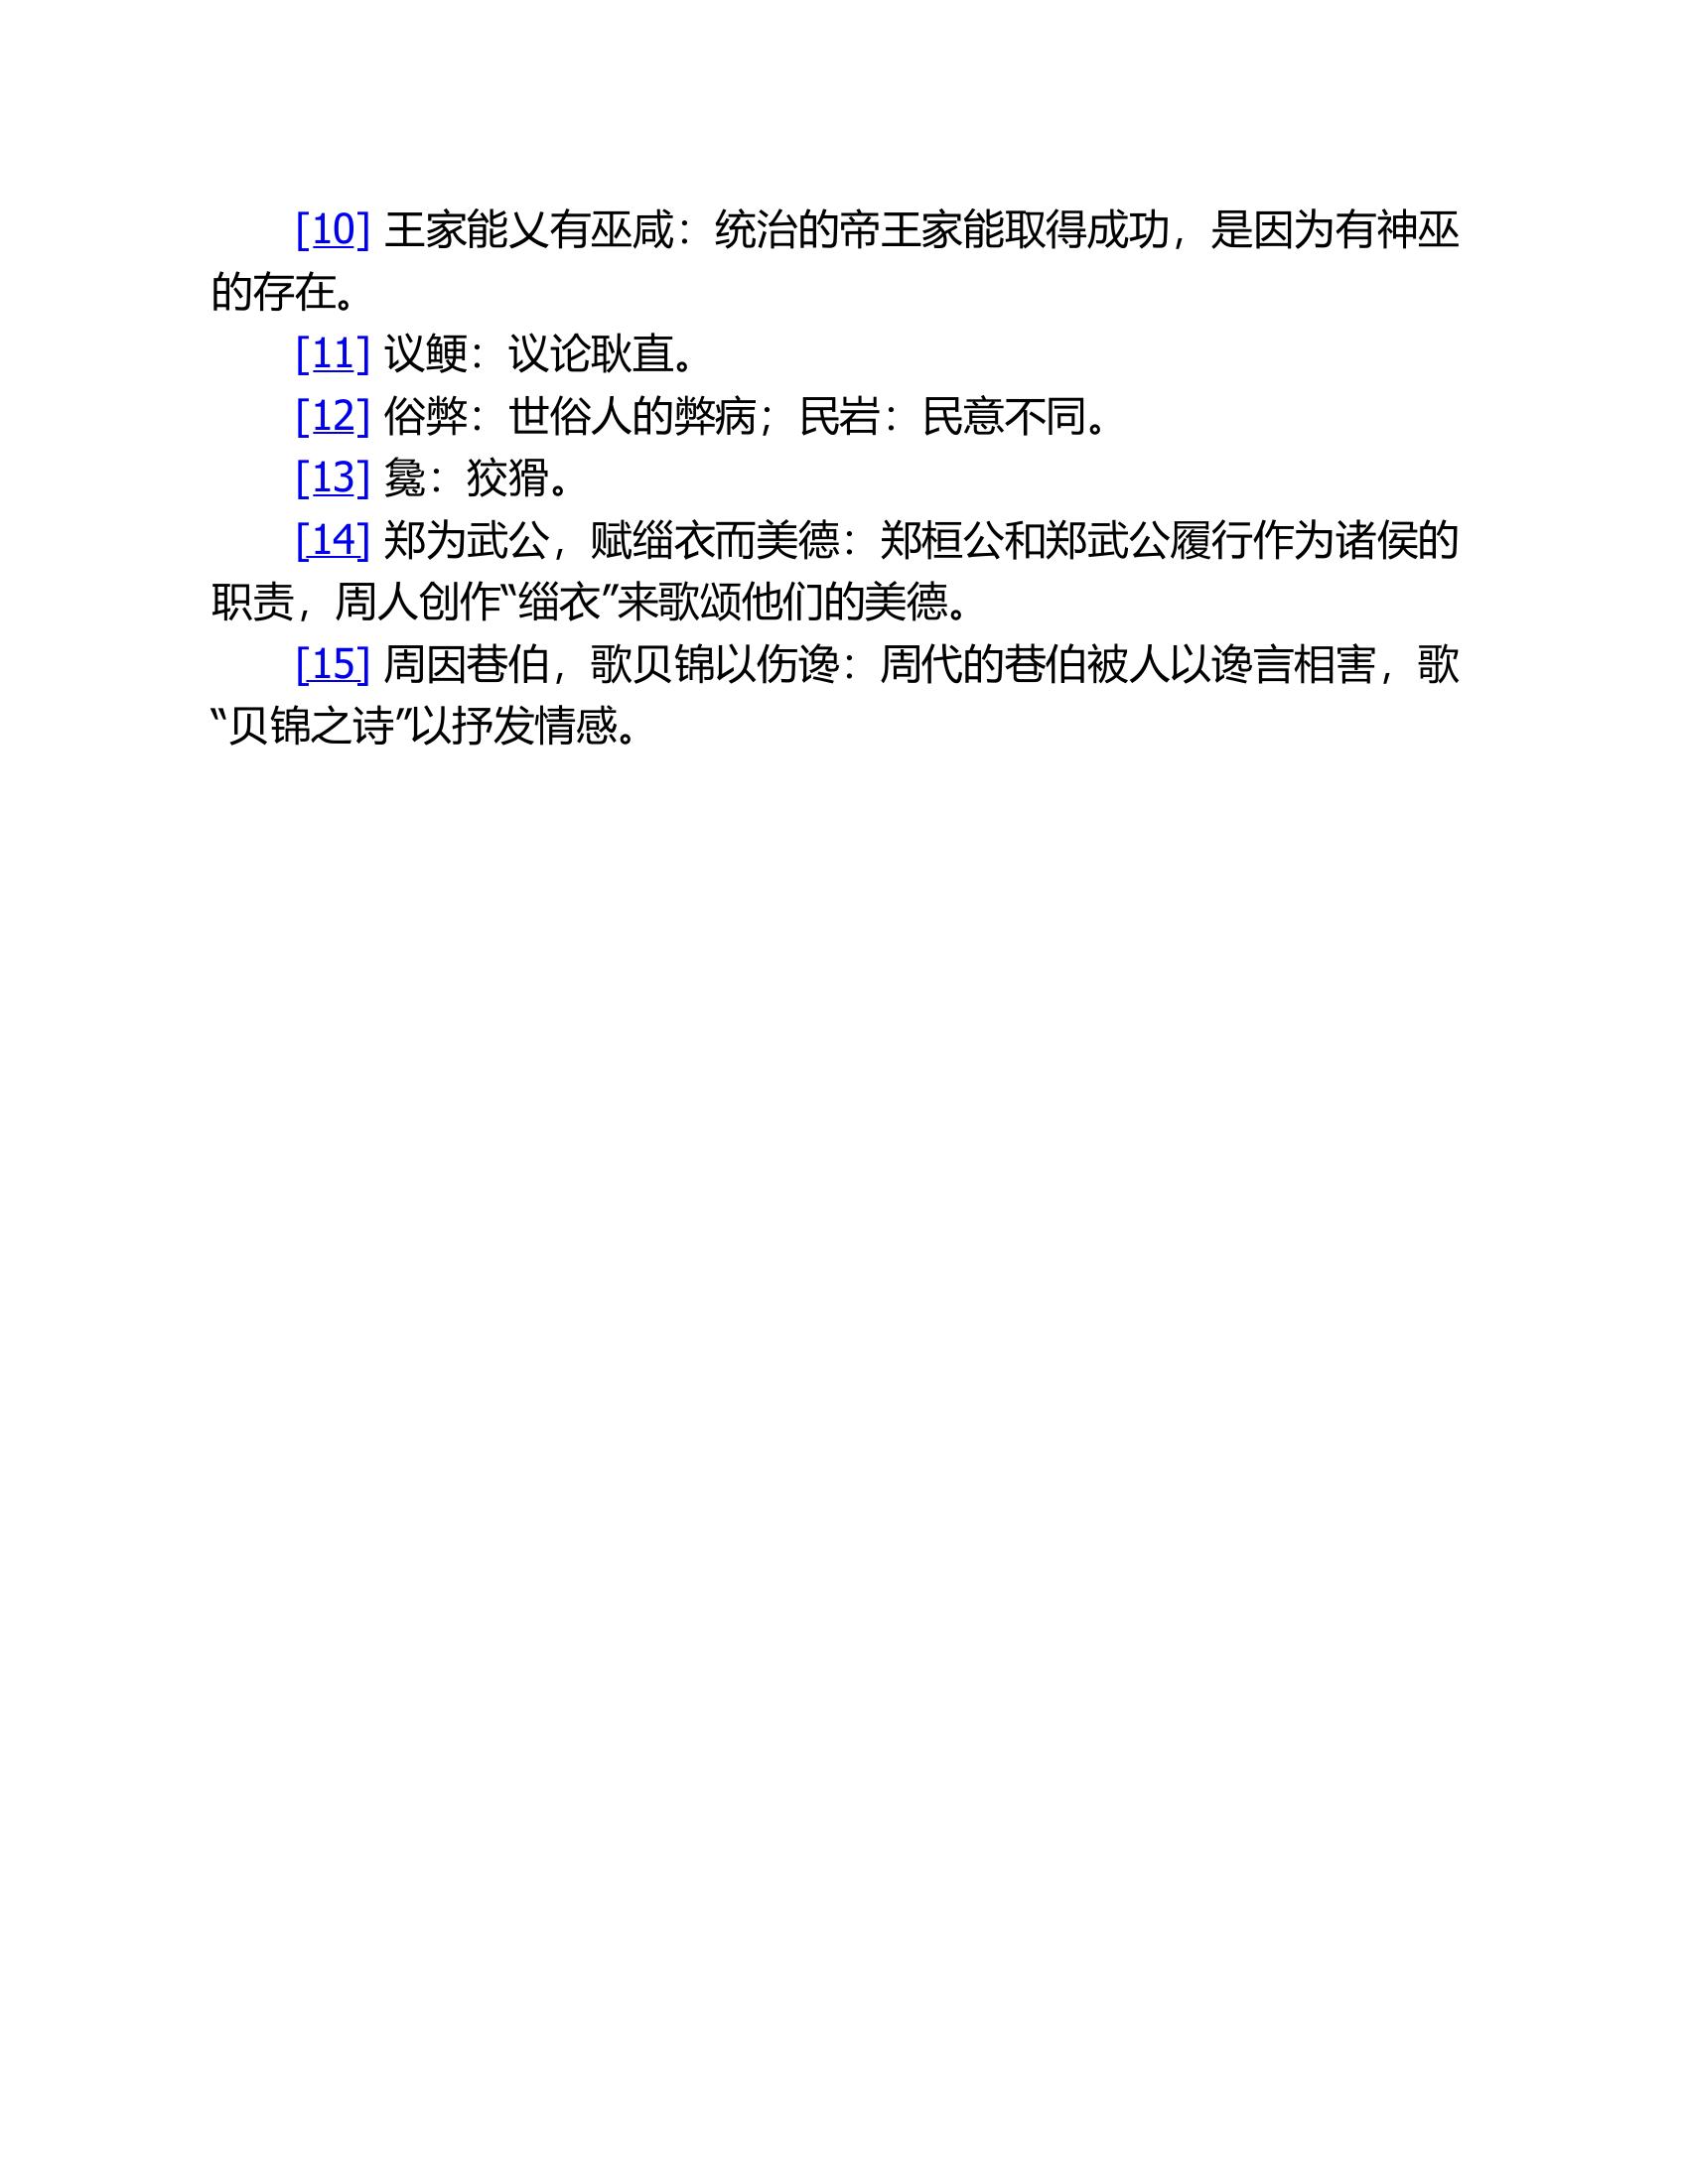 [10] 王家能乂有巫咸：统治的帝王家能取得成功，是因为有神巫
的存在。
[11] 议鲠：议论耿直。
[12] 俗弊：世俗人的弊病；民岩：民意不同。
[13] 毚：狡猾。
[14] 郑为武公，赋缁衣而美德：郑桓公和郑武公履行作为诸侯的
职责，周人创作“缁衣”来歌颂他们的美德。
[15] 周因巷伯，歌贝锦以伤谗：周代的巷伯被人以谗言相害，歌
“贝锦之诗”以抒发情感。